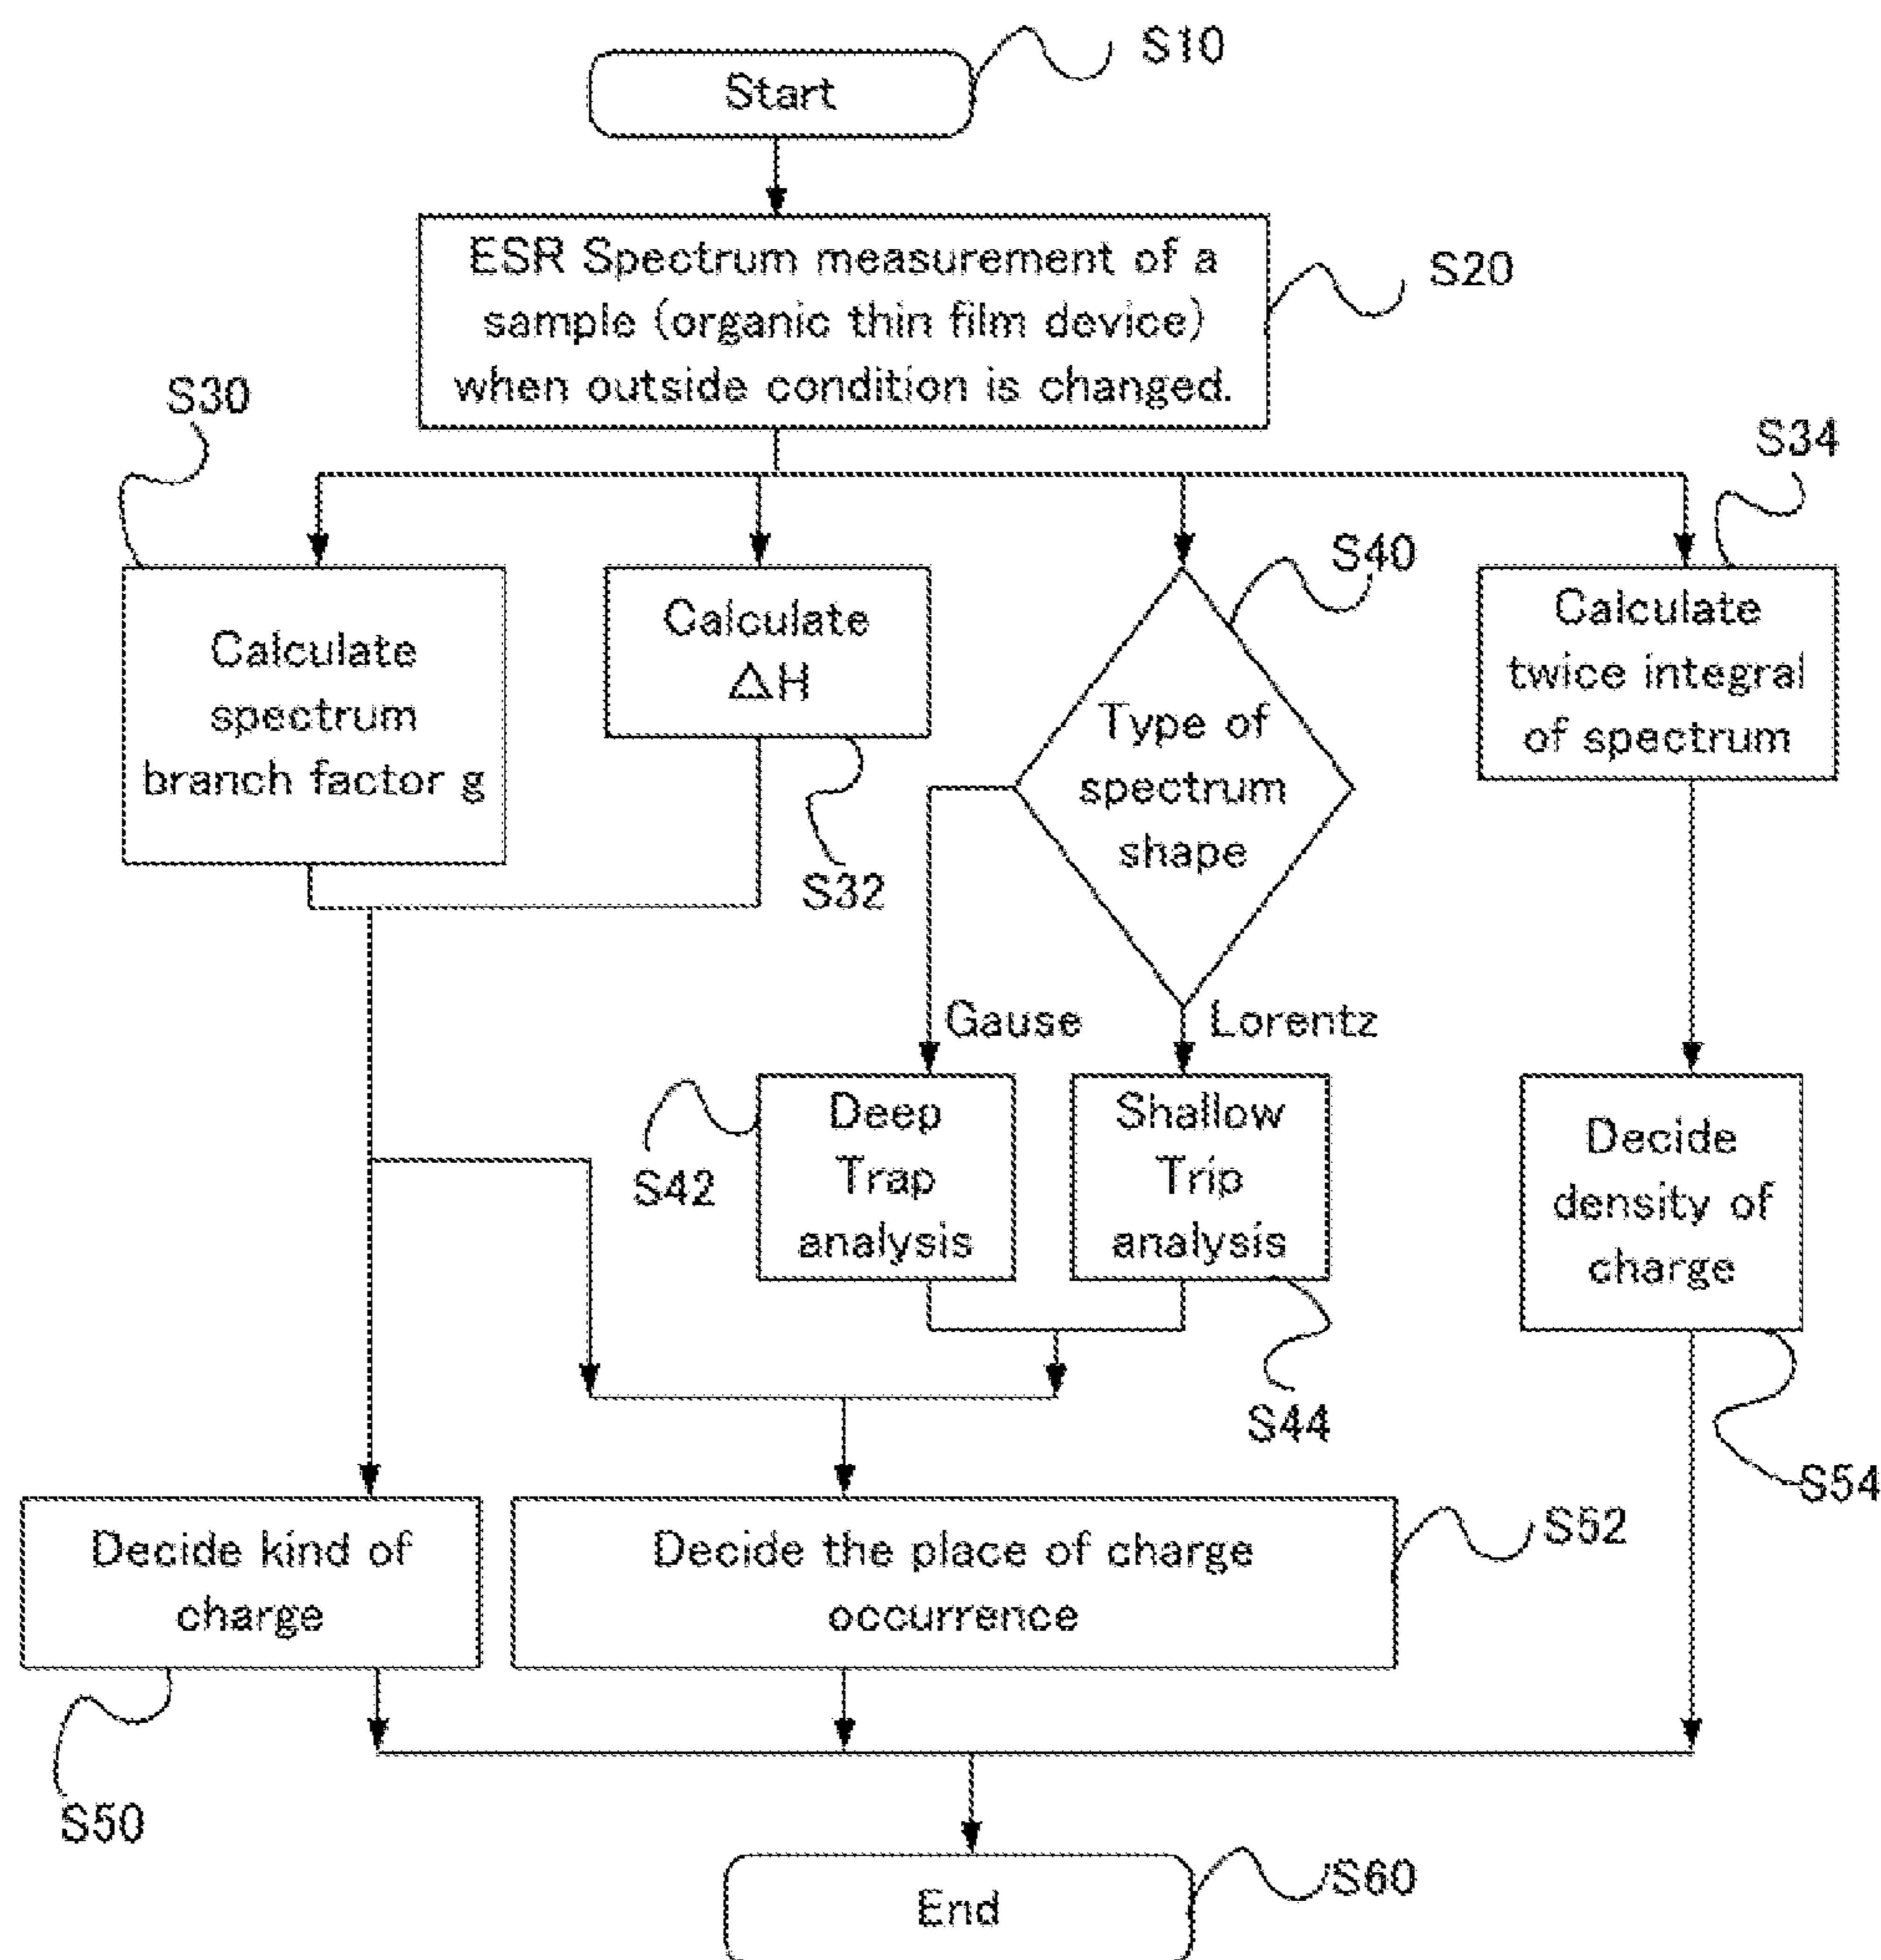 S10
Start
ESR Spectrum measurement of a
sample (organic thin film device)
when outside condition is changed.
S20
S30
S34
S40
Calculate
spectrum
branch factor g
Calculate
△H
S32
Type of
spectrum
shape
Calculate
twice integral
of spectrum
Gause
Lorentz
S42
Deep
Trap
analysis
Shallow
Trip
analysis
S44
Decide
density of
charge
S54
Decide kind of
charge
S50
Decide the place of charge
occurrence
S52
End
S60